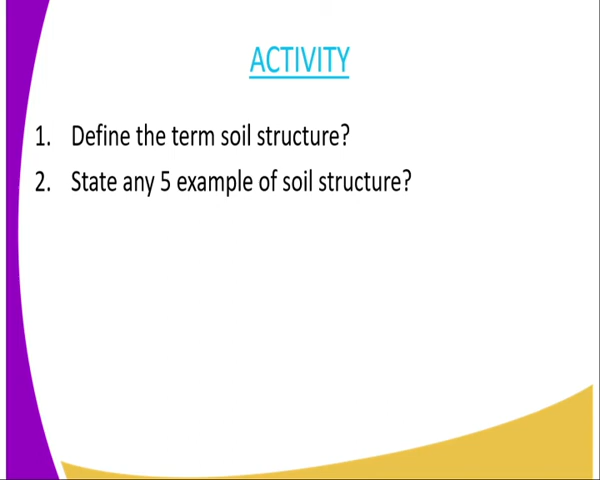 ACTIVITY
1. Define the term soil structure?
2. State any 5 example of soil structure?